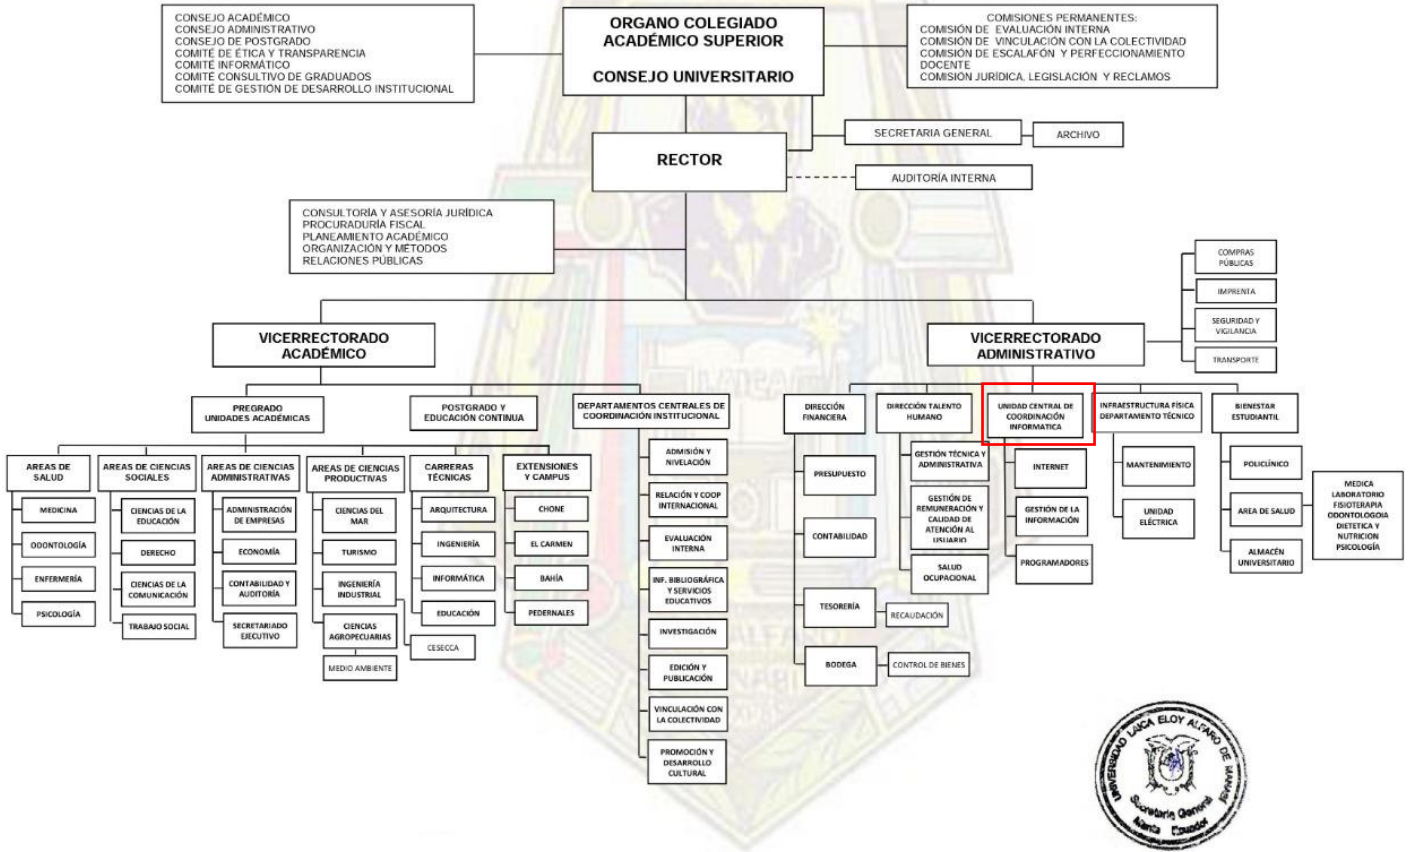 CONSEJO ACADÉMICO
CONSEJO ADMINISTRATIVO
CONSEJO DE POSTGRADO
COMITÉ DE ÉTICA Y TRANSPARENCIA
COMITÉ INFORMÁTICO
COMITÉ CONSULTIVO DE GRADUADOS
COMITÉ DE GESTIÓN DE DESARROLLO INSTITUCIONAL
ORGANO COLEGIADO
ACADÉMICO SUPERIOR
CONSEJO UNIVERSITARIO
COMISIONES PERMANENTES:
COMISIÓN DE EVALUACIÓN INTERNA
COMISIÓN DE VINCULACIÓN CON LA COLECTIVIDAD
COMISIÓN DE ESCALAFÓN Y PERFECCIONAMIENTO
DOCENTE
COMISIÓN JURÍDICA, LEGISLACIÓN Y RECLAMOS
SECRETARIA GENERAL
ARCHIVO
RECTOR
AUDITORÍA INTERNA
CONSULTORÍA Y ASESORÍA JURÍDICA
PROCURADURÍA FISCAL
PLANEAMIENTO ACADÉMICO
ORGANIZACIÓN Y MÉTODOS
RELACIONES PÚBLICAS
COMPRAS
PÚBLICAS
IMPRENTA
SEGURIDAD Y
VIGILANCIA
TRANSPORTE
VICERRECTORADO
ACADÉMICO
VICERRECTORADO
ADMINISTRATIVO
PREGRADO
UNIDADES ACADÉMICAS
POSTGRADO Y
EDUCACIÓN CONTINUA
DEPARTAMENTOS CENTRALES DE
COORDINACIÓN INSTITUCIONAL
DIRECCIÓN
FINANCIERA
DIRECCIÓN TALENTO
HUMANO
UNIDAD CENTRAL DE
COORDINACIÓN
INFORMATICA
INFRAESTRUCTURA FÍSICA
DEPARTAMENTO TÉCNICO
BIENESTAR
ESTUDIANTIL
AREAS DE
SALUD
MEDICINA
ODONTOLOGÍA
ENFERMERÍA
PSICOLOGÍA
AREAS DE CIENCIAS
SOCIALES
CIENCIAS DE LA
EDUCACIÓN
DERECHO
CIENCIAS DE LA
COMUNICACIÓN
TRABAJO SOCIAL
AREAS DE CIENCIAS
ADMINISTRATIVAS
ADMINISTRACIÓN
DE EMPRESAS
ECONOMÍA
CONTABILIDAD Y
AUDITORÍA
SECRETARIADO
EJECUTIVO
AREAS DE CIENCIAS
PRODUCTIVAS
CIENCIAS DEL
MAR
TURISMO
INGENIERÍA
INDUSTRIAL
CIENCIAS
AGROPECUARIAS
MEDIO AMBIENTE
CESECCA
CARRERAS
TÉCNICAS
ARQUITECTURA
INGENIERÍA
INFORMÁTICA
EDUCACIÓN
EXTENSIONES
Y CAMPUS
CHONE
EL CARMEN
BAHÍA
PEDERNALES
ADMISIÓN Y
NIVELACIÓN
RELACIÓN Y COOP
INTERNACIONAL
EVALUACIÓN
INTERNA
INF. BIBLIOGRÁFICA
Y SERVICIOS
EDUCATIVOS
INVESTIGACIÓN
EDICIÓN Y
PUBLICACIÓN
VINCULACIÓN CON
LA COLECTIVIDAD
PROMOCIÓN Y
DESARROLLO
CULTURAL
PRESUPUESTO
CONTABILIDAD
TESORERÍA
RECAUDACIÓN
BODEGA
CONTROL DE BIENES
GESTIÓN TÉCNICA Y
ADMINISTRATIVA
GESTIÓN DE
REMUNERACIÓN Y
CALIDAD DE
ATENCIÓN AL
USUARIO
SALUD
OCUPACIONAL
INTERNET
GESTIÓN DE LA
INFORMACIÓN
PROGRAMADORES
MANTENIMIENTO
UNIDAD
ELÉCTRICA
POLICLÍNICO
AREA DE SALUD
ALMACÉN
UNIVERSITARIO
MEDICA
LABORATORIO
FISIOTERAPIA
ODONTOLOGOIA
DIETETICA Y
NUTRICION
PSICOLOGÍA
UNIVERSIDAD LAICA ELOY ALFARO DE MANABÍ
Secretaria General
Manta Ecuador